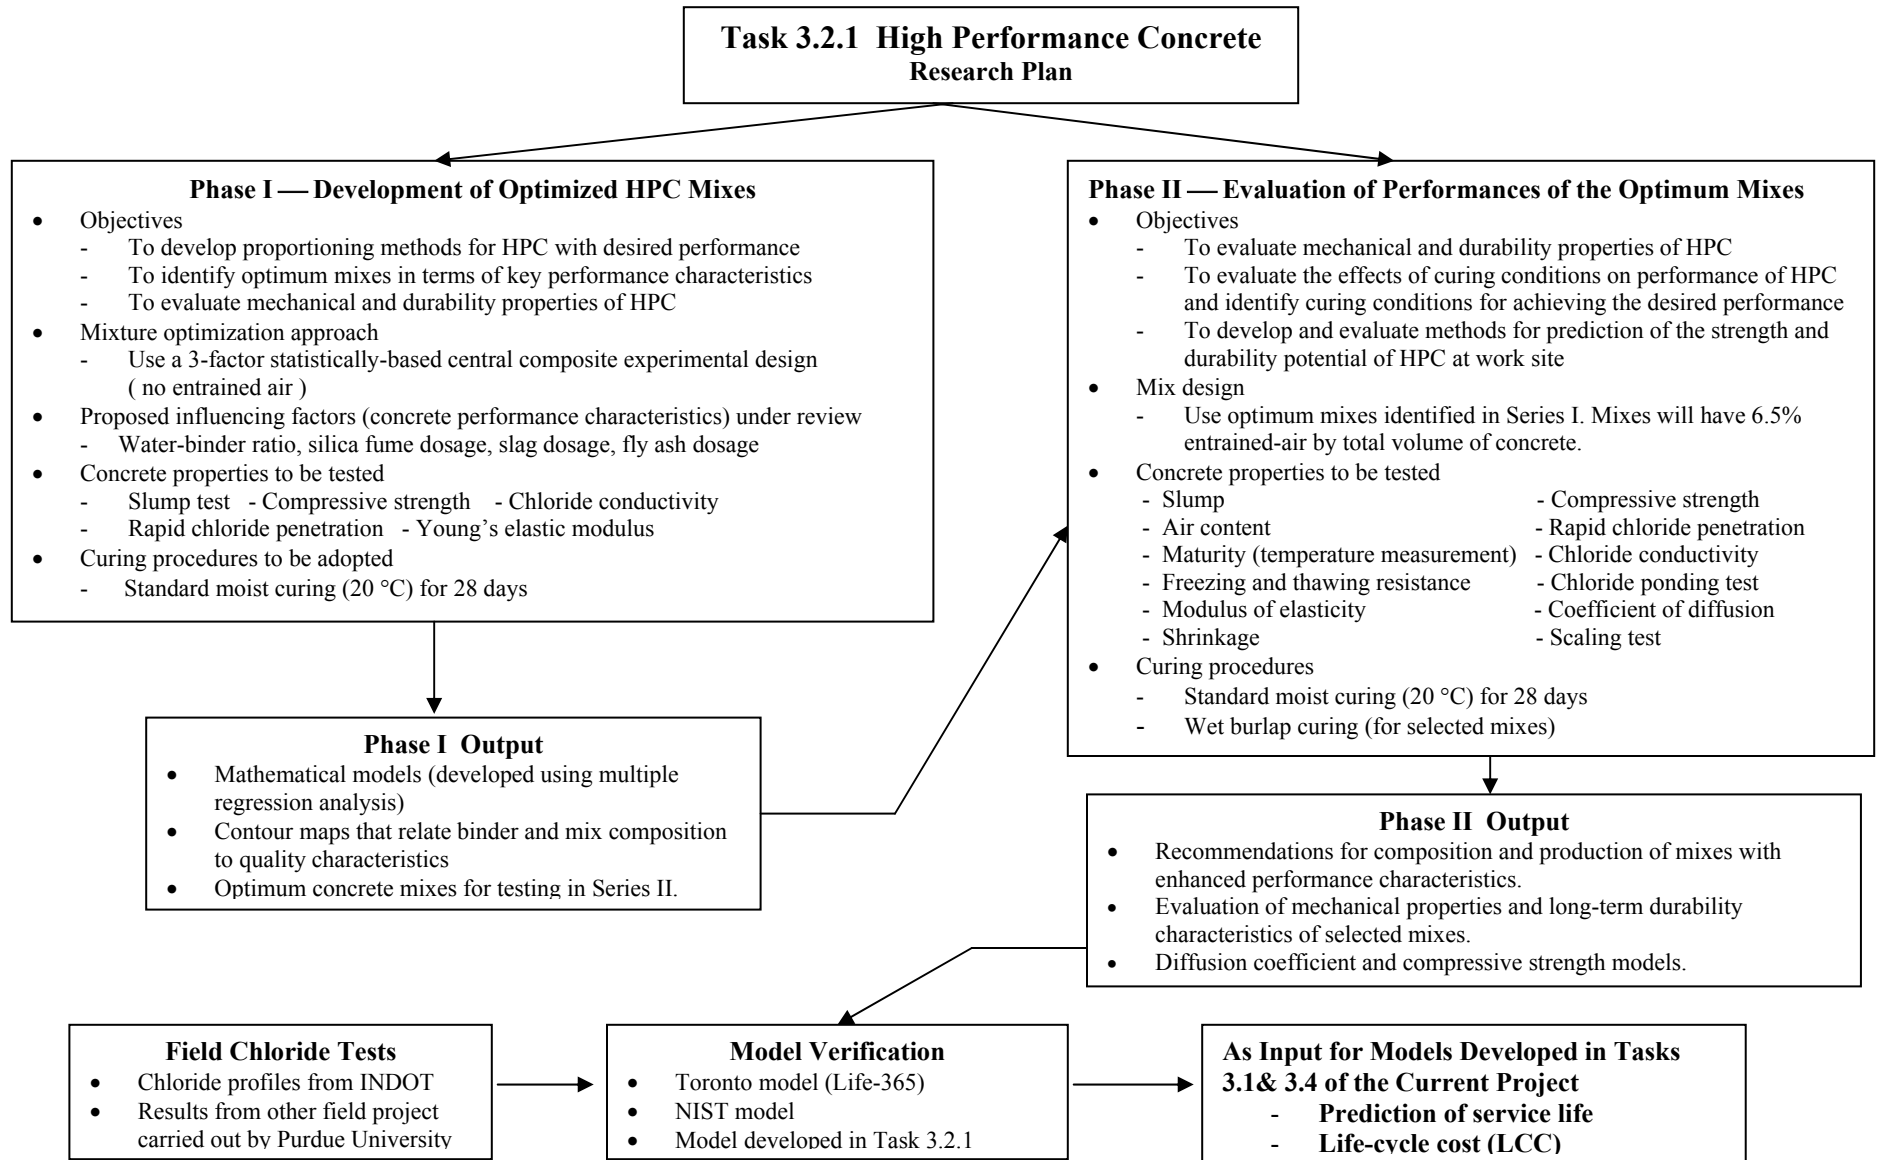 Task 3.2.1 High Performance Concrete
Research Plan
Phase I — Development of Optimized HPC Mixes
• Objectives
- To develop proportioning methods for HPC with desired performance
- To identify optimum mixes in terms of key performance characteristics
- To evaluate mechanical and durability properties of HPC
• Mixture optimization approach
- Use a 3-factor statistically-based central composite experimental design
( no entrained air )
• Proposed influencing factors (concrete performance characteristics) under review
- Water-binder ratio, silica fume dosage, slag dosage, fly ash dosage
• Concrete properties to be tested
- Slump test - Compressive strength - Chloride conductivity
- Rapid chloride penetration - Young’s elastic modulus
• Curing procedures to be adopted
- Standard moist curing (20 °C) for 28 days
Phase II — Evaluation of Performances of the Optimum Mixes
• Objectives
- To evaluate mechanical and durability properties of HPC
- To evaluate the effects of curing conditions on performance of HPC
and identify curing conditions for achieving the desired performance
- To develop and evaluate methods for prediction of the strength and
durability potential of HPC at work site
• Mix design
- Use optimum mixes identified in Series I. Mixes will have 6.5%
entrained-air by total volume of concrete.
• Concrete properties to be tested
- Slump - Compressive strength
- Air content - Rapid chloride penetration
- Maturity (temperature measurement) - Chloride conductivity
- Freezing and thawing resistance - Chloride ponding test
- Modulus of elasticity - Coefficient of diffusion
- Shrinkage - Scaling test
• Curing procedures
- Standard moist curing (20 °C) for 28 days
- Wet burlap curing (for selected mixes)
Phase I Output
• Mathematical models (developed using multiple
regression analysis)
• Contour maps that relate binder and mix composition
to quality characteristics
• Optimum concrete mixes for testing in Series II.
Phase II Output
• Recommendations for composition and production of mixes with
enhanced performance characteristics.
• Evaluation of mechanical properties and long-term durability
characteristics of selected mixes.
• Diffusion coefficient and compressive strength models.
Field Chloride Tests
• Chloride profiles from INDOT
• Results from other field project
carried out by Purdue University
Model Verification
• Toronto model (Life-365)
• NIST model
• Model developed in Task 3.2.1
As Input for Models Developed in Tasks
3.1& 3.4 of the Current Project
- Prediction of service life
- Life-cycle cost (LCC)